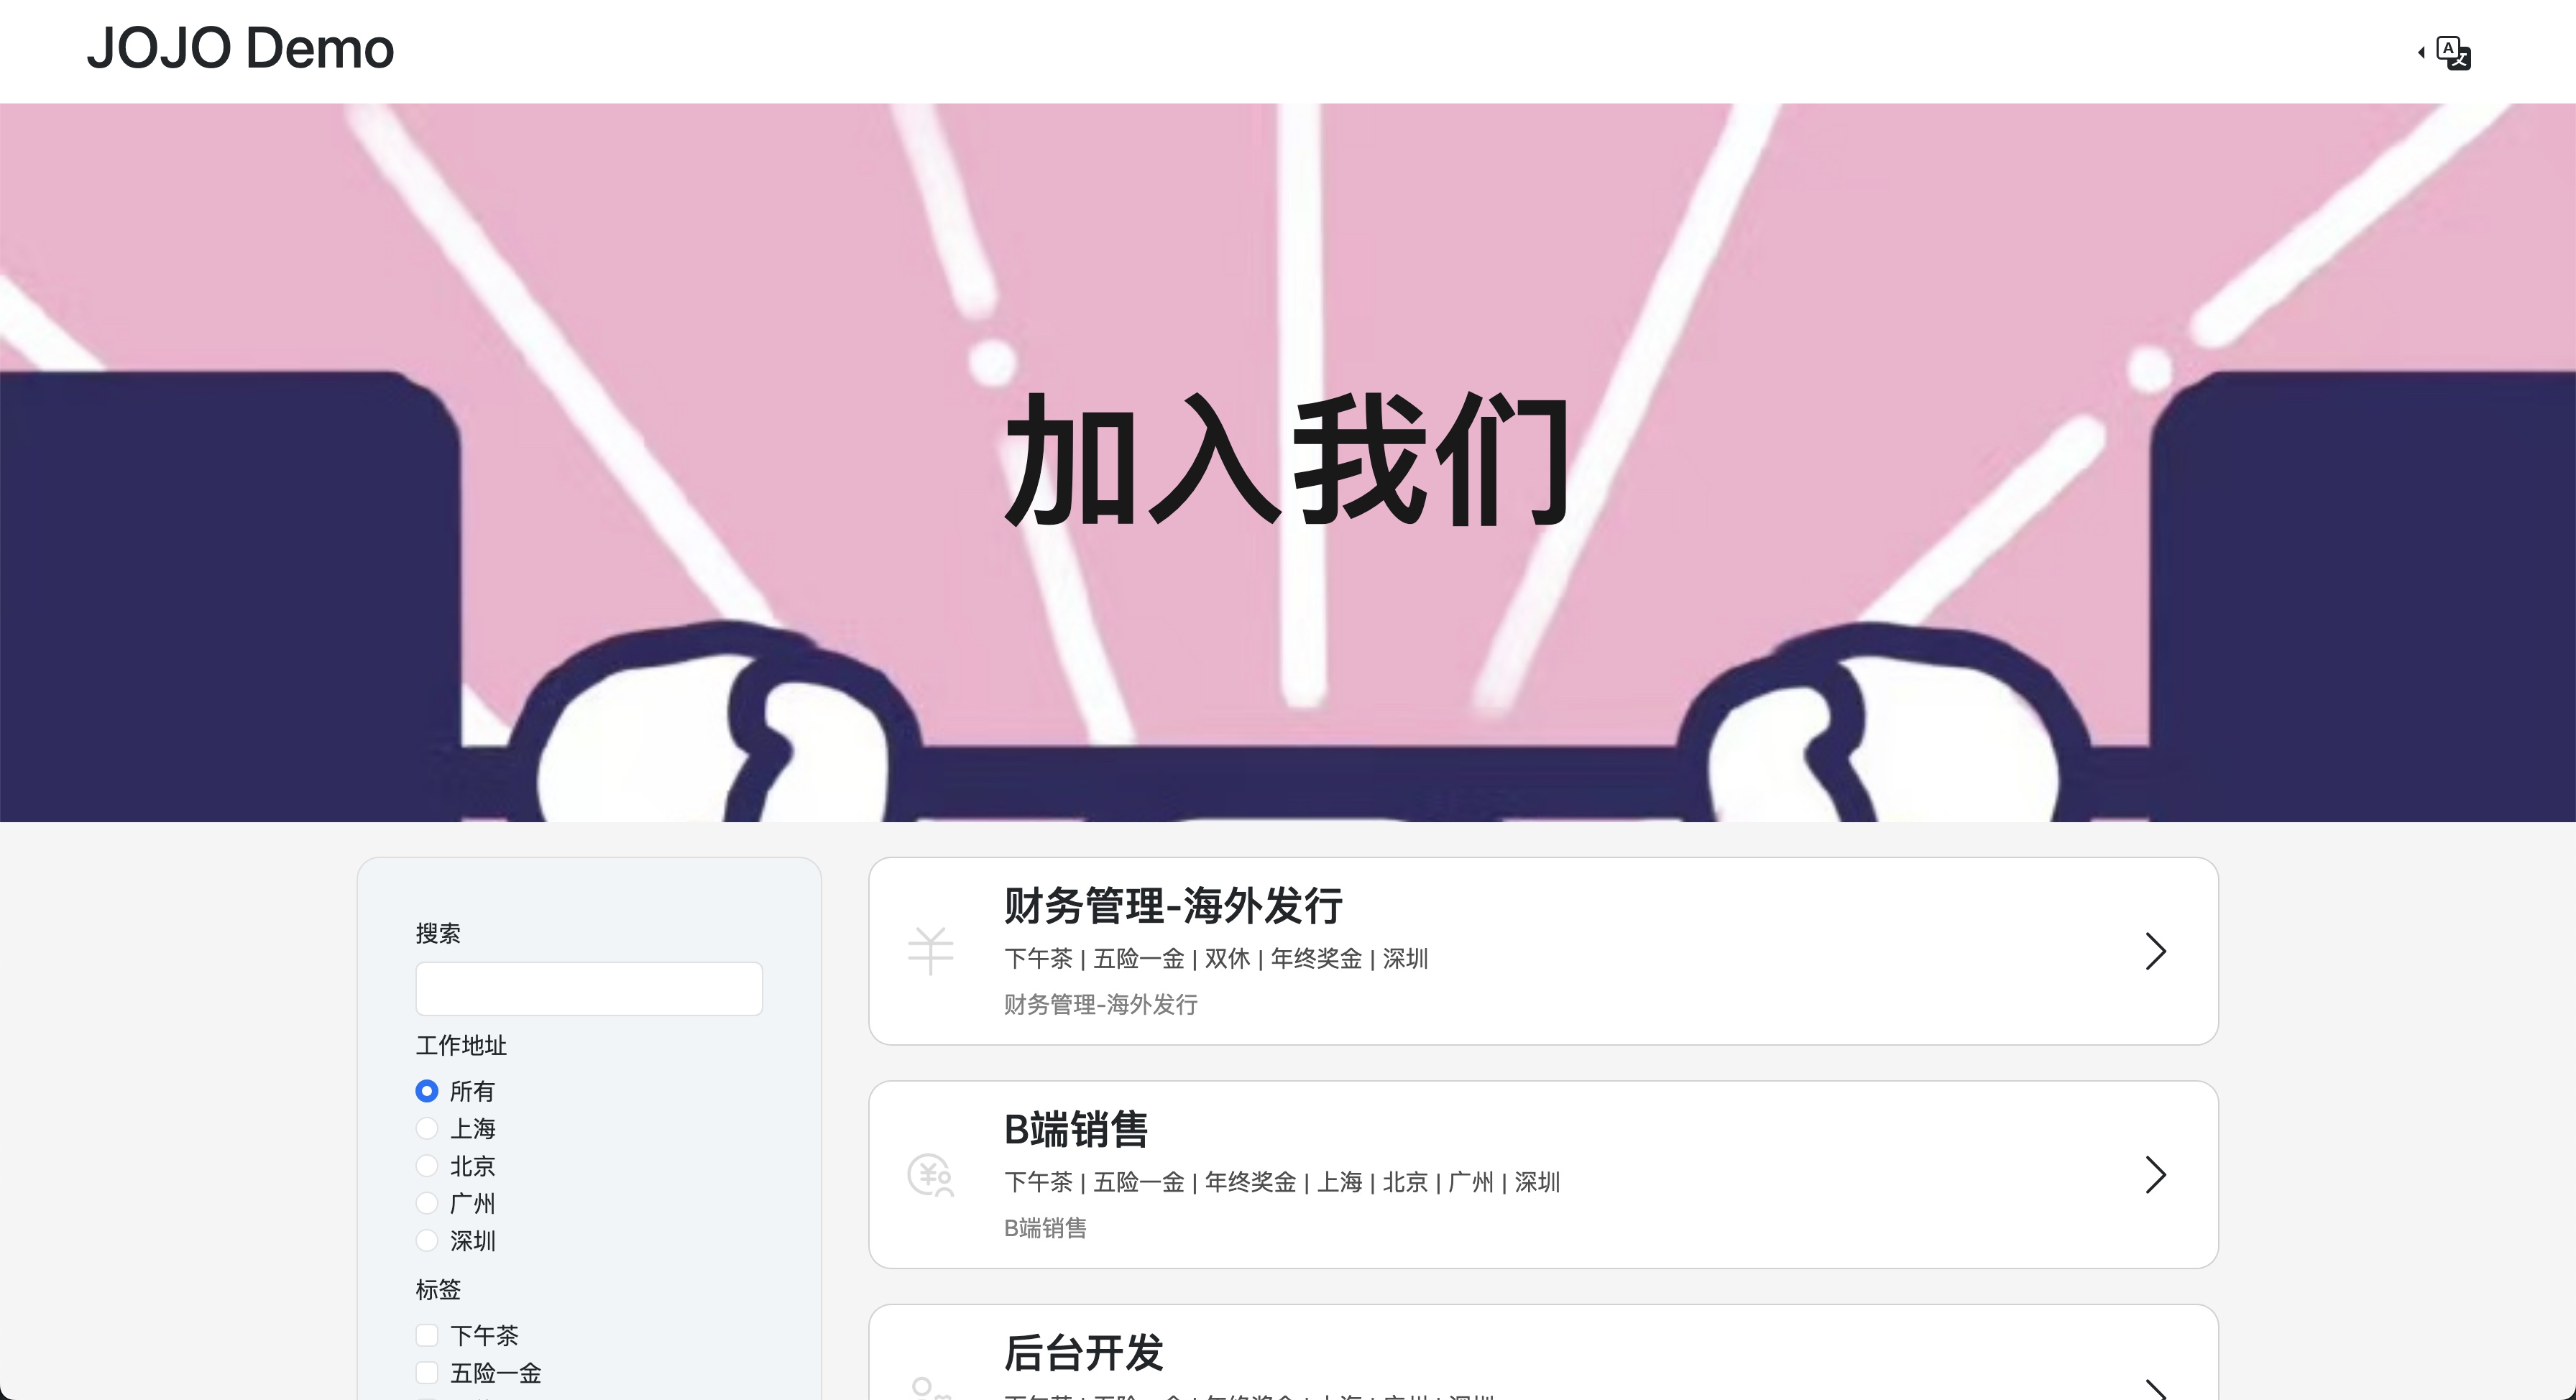 JOJO Demo
A 文
加入我们
搜索
工作地址
所有
上海
北京
广州
深圳
标签
下午茶
五险一金
财务管理-海外发行
下午茶 | 五险一金 | 双休 | 年终奖金 | 深圳
财务管理-海外发行
B端销售
下午茶 | 五险一金 | 年终奖金 | 上海 | 北京 | 广州 | 深圳
B端销售
后台开发